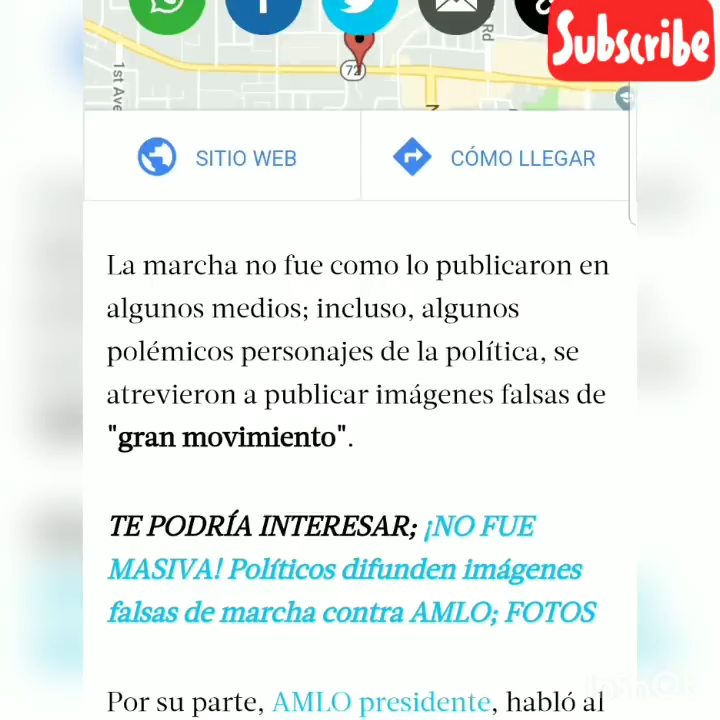 Subscribe
Rd
72
1st Ave
SITIO WEB
CÓMO LLEGAR
La marcha no fue como lo publicaron en
algunos medios; incluso, algunos
polémicos personajes de la política, se
atrevieron a publicar imágenes falsas de
"gran movimiento".
TE PODRÍA INTERESAR; ¡NO FUE
MASIVA! Políticos difunden imágenes
falsas de marcha contra AMLO; FOTOS
Por su parte, AMLO presidente, habló al